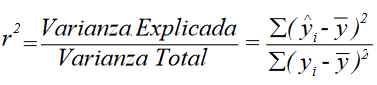 r² = Varianza Explicada / Varianza Total = Σ(ŷᵢ - ȳ)² / Σ(yᵢ - ȳ)²